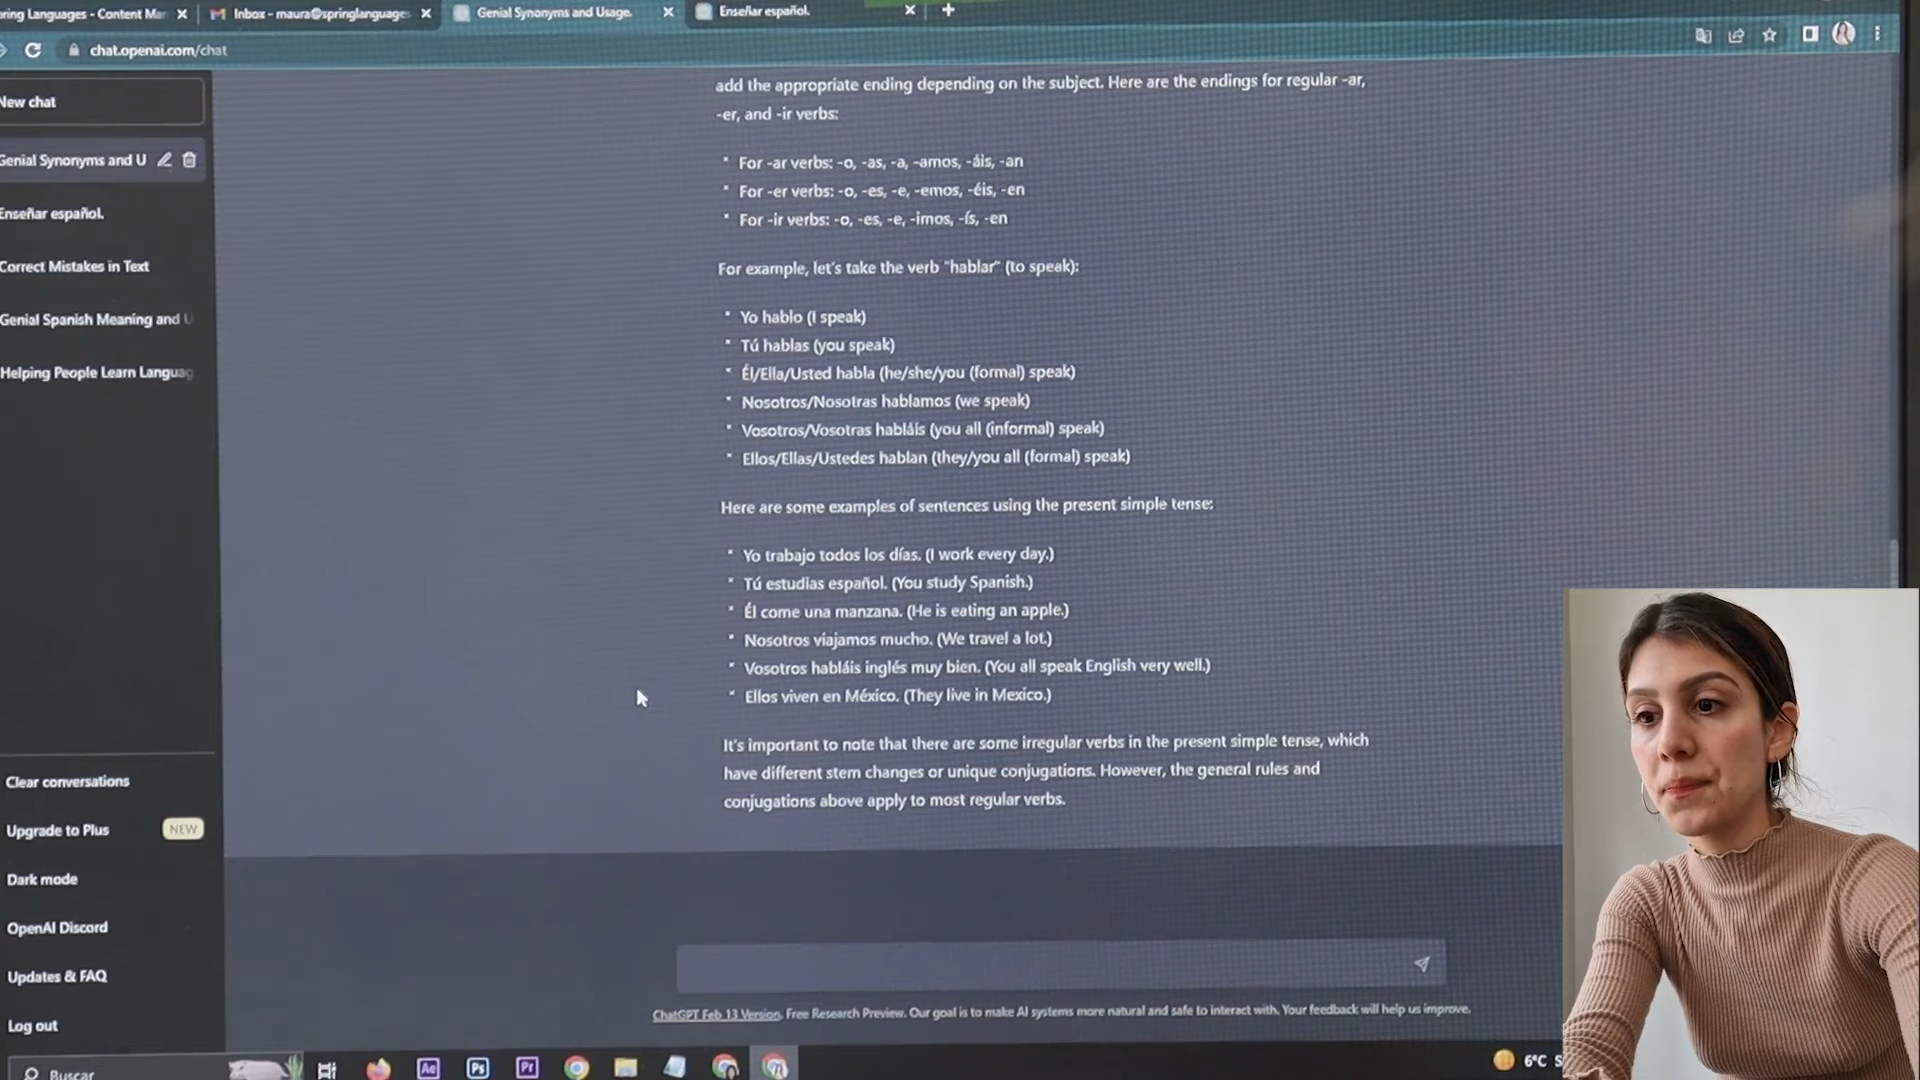 ring Languages - Content Mar
Inbox - maura@springlanguages
Genial Synonyms and Usage.
Enseñar español.
chat.openai.com/chat
New chat
Genial Synonyms and U
Enseñar español.
Correct Mistakes in Text
Genial Spanish Meaning and U
Helping People Learn Languag
add the appropriate ending depending on the subject. Here are the endings for regular -ar,
-er, and -ir verbs:
* For -ar verbs: -o, -as, -a, -amos, -áis, -an
* For -er verbs: -o, -es, -e, -emos, -éis, -en
* For -ir verbs: -o, -es, -e, -imos, -ís, -en
For example, let's take the verb "hablar" (to speak):
* Yo hablo (I speak)
* Tú hablas (you speak)
* Él/Ella/Usted habla (he/she/you (formal) speak)
* Nosotros/Nosotras hablamos (we speak)
* Vosotros/Vosotras habláis (you all (informal) speak)
* Ellos/Ellas/Ustedes hablan (they/you all (formal) speak)
Here are some examples of sentences using the present simple tense:
* Yo trabajo todos los días. (I work every day.)
* Tú estudias español. (You study Spanish.)
* Él come una manzana. (He is eating an apple.)
* Nosotros viajamos mucho. (We travel a lot.)
* Vosotros habláis inglés muy bien. (You all speak English very well.)
* Ellos viven en México. (They live in Mexico.)
It's important to note that there are some irregular verbs in the present simple tense, which
have different stem changes or unique conjugations. However, the general rules and
conjugations above apply to most regular verbs.
Clear conversations
Upgrade to Plus NEW
Dark mode
OpenAI Discord
Updates & FAQ
Log out
ChatGPT Feb 13 Version. Free Research Preview. Our goal is to make AI systems more natural and safe to interact with. Your feedback will help us improve.
Buscar
Ae
Ps
Pr
6°C S